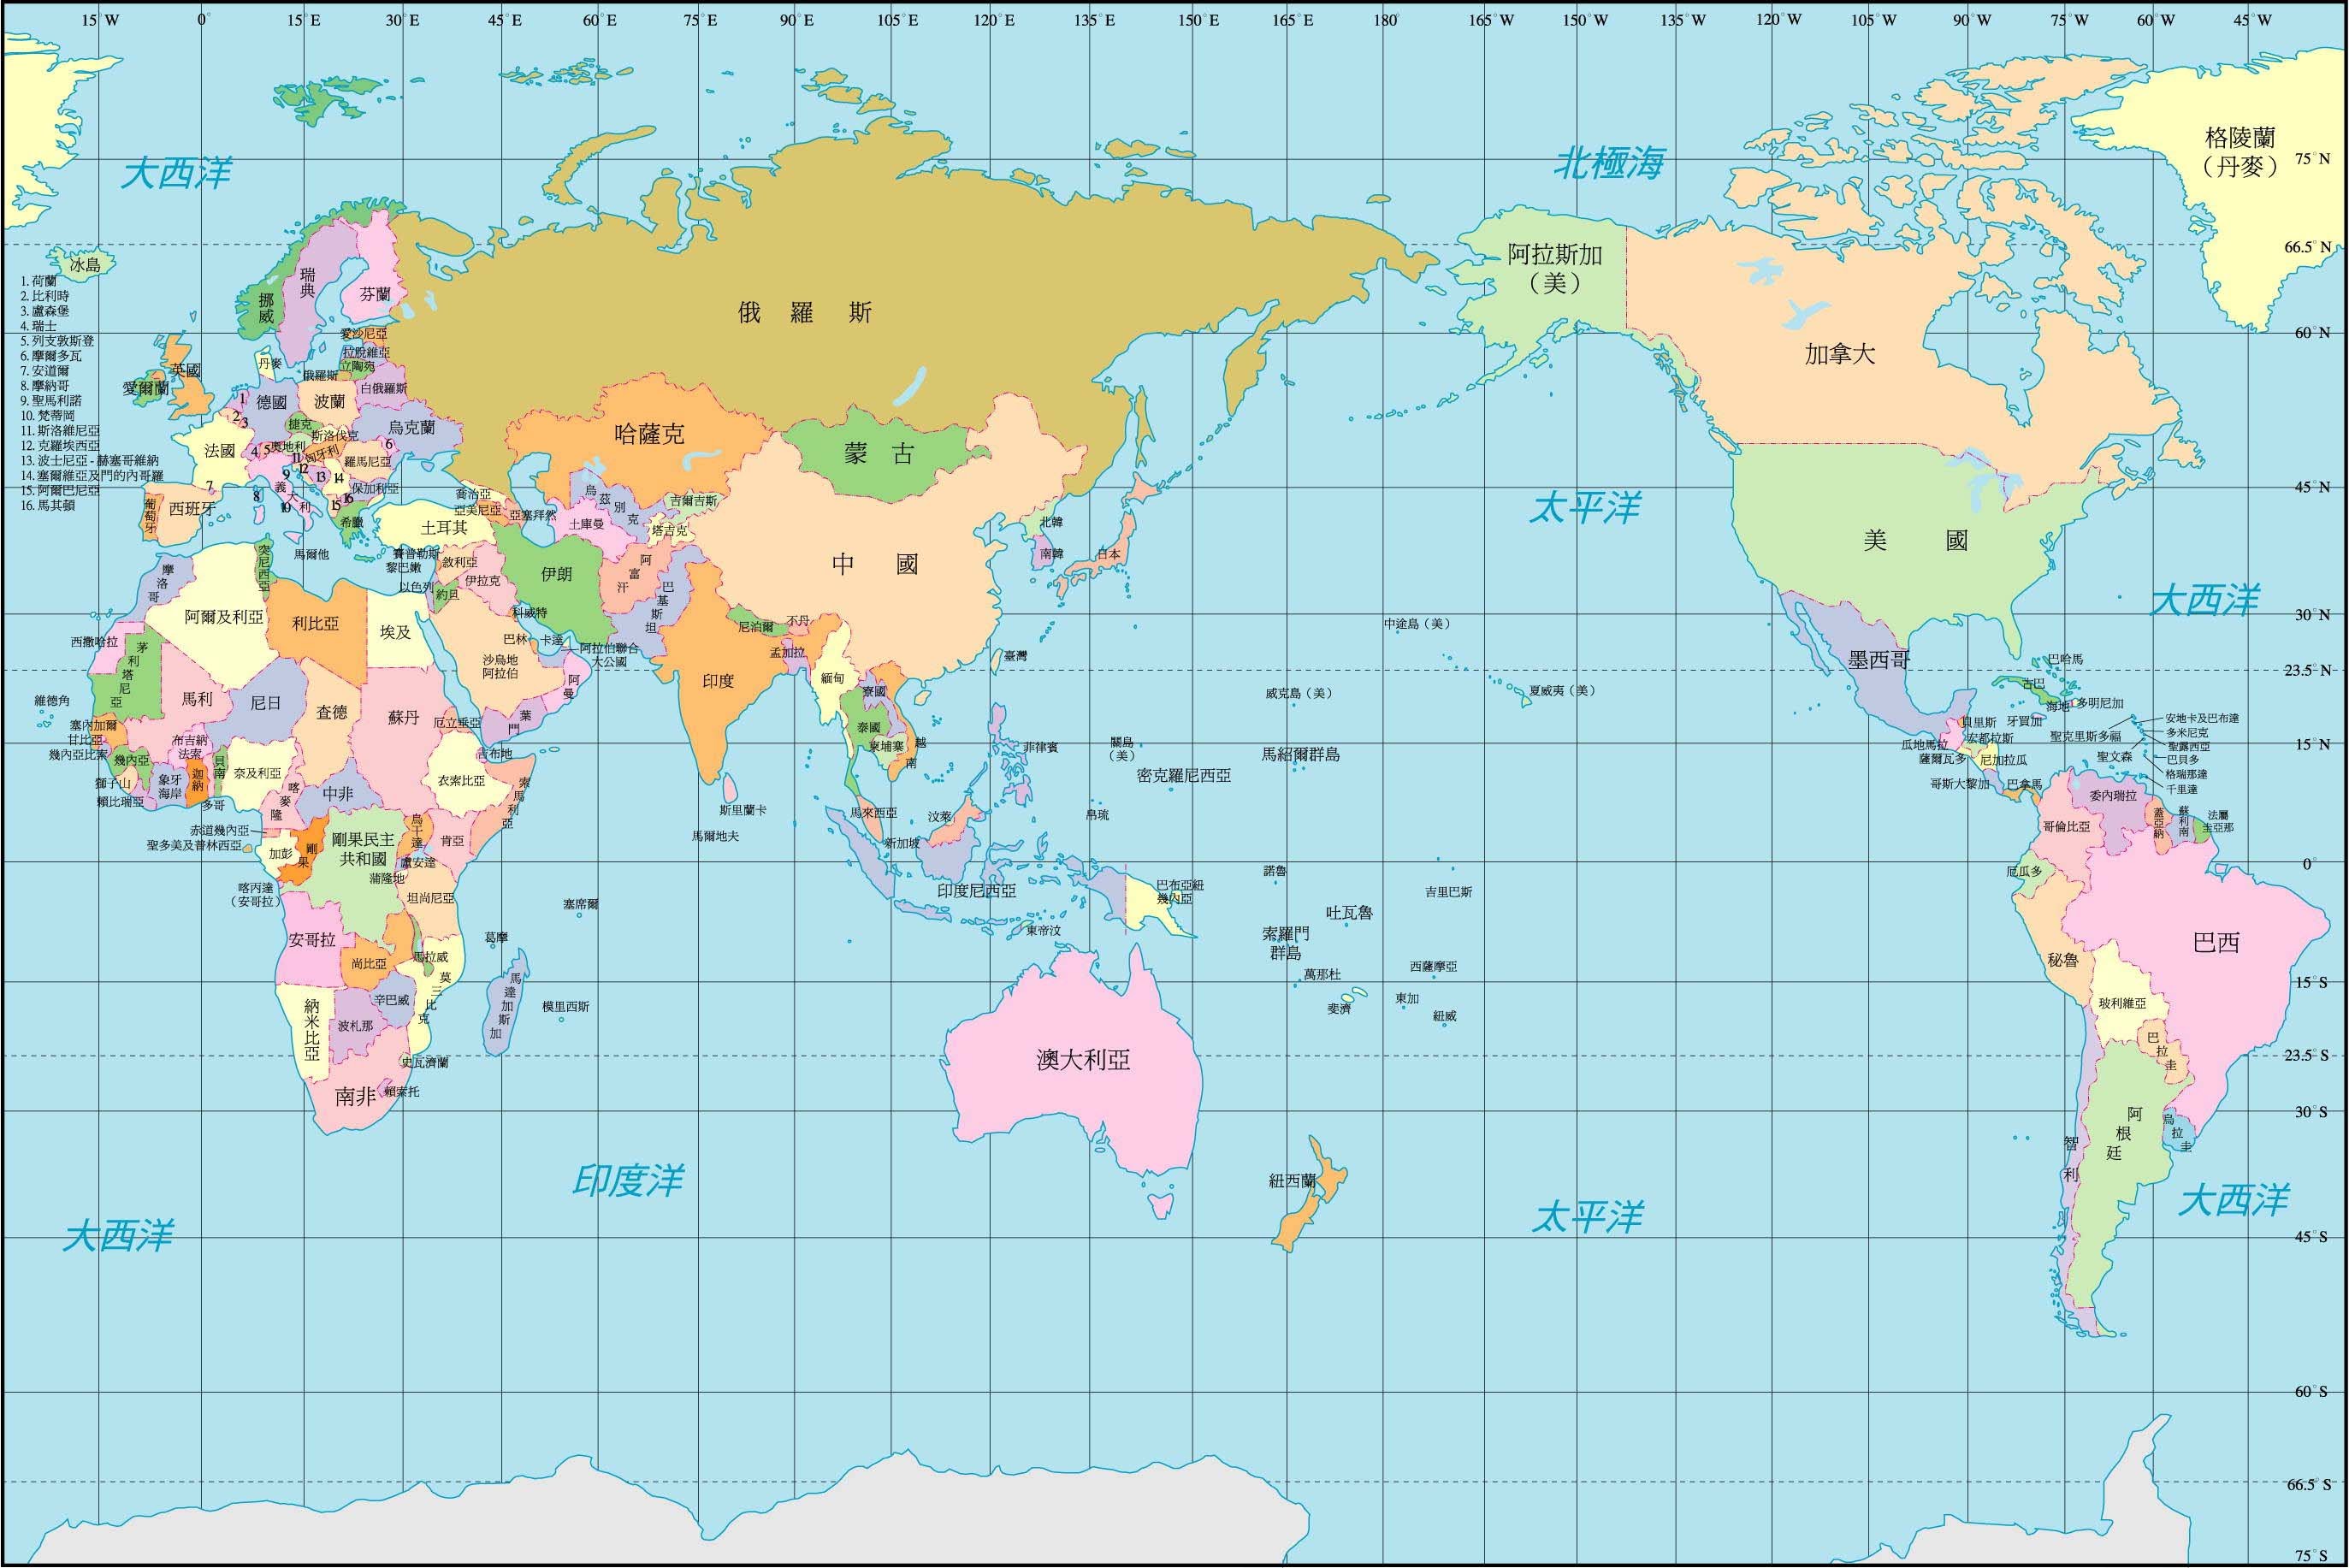 15°W 0° 15°E 30°E 45°E 60°E 75°E 90°E 105°E 120°E 135°E 150°E 165°E 180° 165°W 150°W 135°W 120°W 105°W 90°W 75°W 60°W 45°W
大西洋
北極海
格陵蘭
（丹麥）
75°N
66.5°N
60°N
45°N
30°N
23.5°N
15°N
0°
15°S
23.5°S
30°S
45°S
60°S
66.5°S
75°S
冰島
1. 荷蘭
2. 比利時
3. 盧森堡
4. 瑞士
5. 列支敦斯登
6. 摩爾多瓦
7. 安道爾
8. 摩納哥
9. 聖馬利諾
10. 梵蒂岡
11. 斯洛維尼亞
12. 克羅埃西亞
13. 波士尼亞-赫塞哥維納
14. 塞爾維亞及門的內哥羅
15. 阿爾巴尼亞
16. 馬其頓
挪威
瑞典
芬蘭
愛沙尼亞
拉脫維亞
立陶宛
俄羅斯
白俄羅斯
丹麥
英國
愛爾蘭
德國
波蘭
烏克蘭
捷克
斯洛伐克
奧地利
匈牙利
羅馬尼亞
法國
保加利亞
義大利
希臘
西班牙
葡萄牙
馬爾他
1
2
3
4
5
6
7
8
9
10
11
12
13
14
15
16
俄羅斯
阿拉斯加
（美）
加拿大
美國
哈薩克
蒙古
中國
喬治亞
亞美尼亞
亞塞拜然
土耳其
烏茲別克
土庫曼
吉爾吉斯
塔吉克
賽普勒斯
黎巴嫩
以色列
敘利亞
約旦
伊拉克
伊朗
科威特
阿富汗
巴基斯坦
巴林
卡達
阿拉伯聯合
大公國
沙烏地
阿拉伯
阿曼
葉門
北韓
南韓
日本
尼泊爾
不丹
孟加拉
印度
緬甸
寮國
泰國
柬埔寨
越南
臺灣
菲律賓
斯里蘭卡
馬爾地夫
馬來西亞
新加坡
汶萊
印度尼西亞
東帝汶
巴布亞紐
幾內亞
突尼西亞
摩洛哥
阿爾及利亞
利比亞
埃及
西撒哈拉
茅利塔尼亞
馬利
尼日
查德
蘇丹
厄立垂亞
吉布地
維德角
塞內加爾
甘比亞
幾內亞比索
幾內亞
獅子山
賴比瑞亞
象牙
海岸
布吉納
法索
迦納
多哥
貝南
奈及利亞
喀麥隆
中非
衣索比亞
索馬利亞
赤道幾內亞
聖多美及普林西亞
加彭
剛果
剛果民主
共和國
烏干達
肯亞
盧安達
蒲隆地
坦尚尼亞
喀丙達
（安哥拉）
安哥拉
尚比亞
馬拉威
莫三比克
辛巴威
納米比亞
波札那
史瓦濟蘭
賴索托
南非
葛摩
馬達加斯加
塞席爾
模里西斯
太平洋
中途島（美）
威克島（美）
夏威夷（美）
關島
（美）
馬紹爾群島
密克羅尼西亞
帛琉
諾魯
吉里巴斯
吐瓦魯
索羅門
群島
萬那杜
西薩摩亞
斐濟
東加
紐威
澳大利亞
紐西蘭
印度洋
大西洋
太平洋
大西洋
大西洋
墨西哥
巴哈馬
古巴
海地
多明尼加
牙買加
貝里斯
宏都拉斯
瓜地馬拉
薩爾瓦多
尼加拉瓜
哥斯大黎加
巴拿馬
聖克里斯多福
聖文森
安地卡及巴布達
多米尼克
聖露西亞
巴貝多
格瑞那達
千里達
委內瑞拉
哥倫比亞
蓋亞納
蘇利南
法屬
圭亞那
厄瓜多
秘魯
巴西
玻利維亞
巴拉圭
智利
阿根廷
烏拉圭